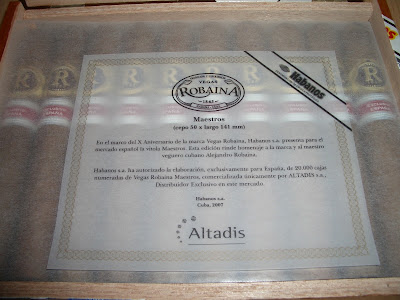 VEGAS
ROBAINA
1845
Habanos
Maestros
(cepo 50 x largo 141 mm)
En el marco del X Aniversario de la marca Vegas Robaina, Habanos s.a. presenta para el
mercado español la vitola Maestros. Esta edición rinde homenaje a la marca y al maestro
veguero cubano Alejandro Robaina.
Habanos s.a. ha autorizado la elaboración, exclusivamente para España, de 20.000 cajas
numeradas de Vegas Robaina Maestros, comercializada únicamente por ALTADIS s.a.,
Distribuidor Exclusivo en este mercado.
Habanos s.a.
Cuba, 2007
Altadis